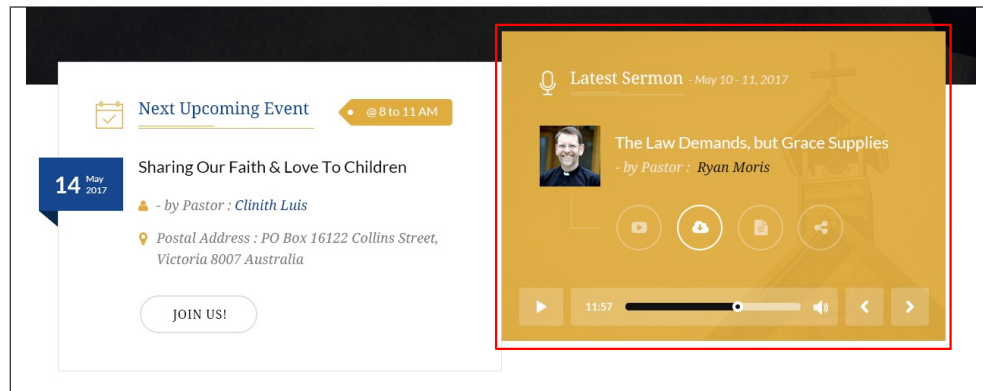 Next Upcoming Event
@ 8 to 11 AM
14 May 2017
Sharing Our Faith & Love To Children
- by Pastor : Clinith Luis
Postal Address : PO Box 16122 Collins Street,
Victoria 8007 Australia
JOIN US!
Latest Sermon - May 10 - 11, 2017
The Law Demands, but Grace Supplies
- by Pastor : Ryan Moris
11:57